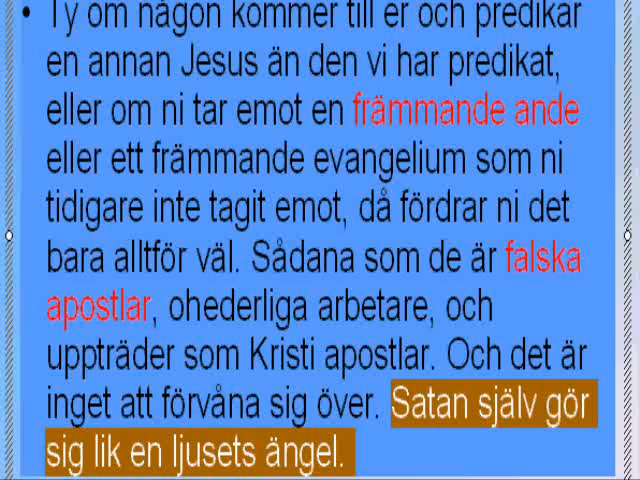 • Ty om någon kommer till er och predikar
en annan Jesus än den vi har predikat,
eller om ni tar emot en främmande ande
eller ett främmande evangelium som ni
tidigare inte tagit emot, då fördrar ni det
bara alltför väl. Sådana som de är falska
apostlar, ohederliga arbetare, och
uppträder som Kristi apostlar. Och det är
inget att förvåna sig över. Satan själv gör
sig lik en ljusets ängel.